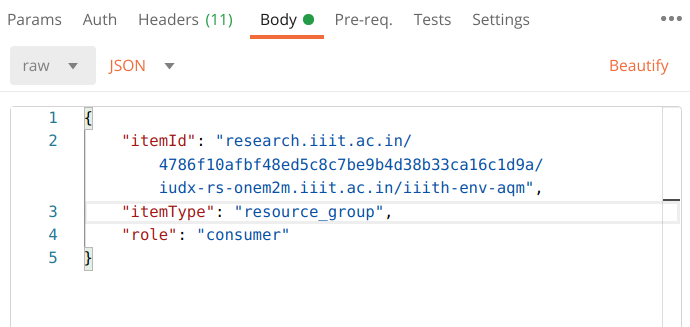 Params Auth Headers (11) Body Pre-req. Tests Settings
raw JSON Beautify
1 {
2 "itemId": "research.iiit.ac.in/
4786f10afbf48ed5c8c7be9b4d38b33ca16c1d9a/
iudx-rs-onem2m.iiit.ac.in/iiith-env-aqm",
3 "itemType": "resource_group",
4 "role": "consumer"
5 }